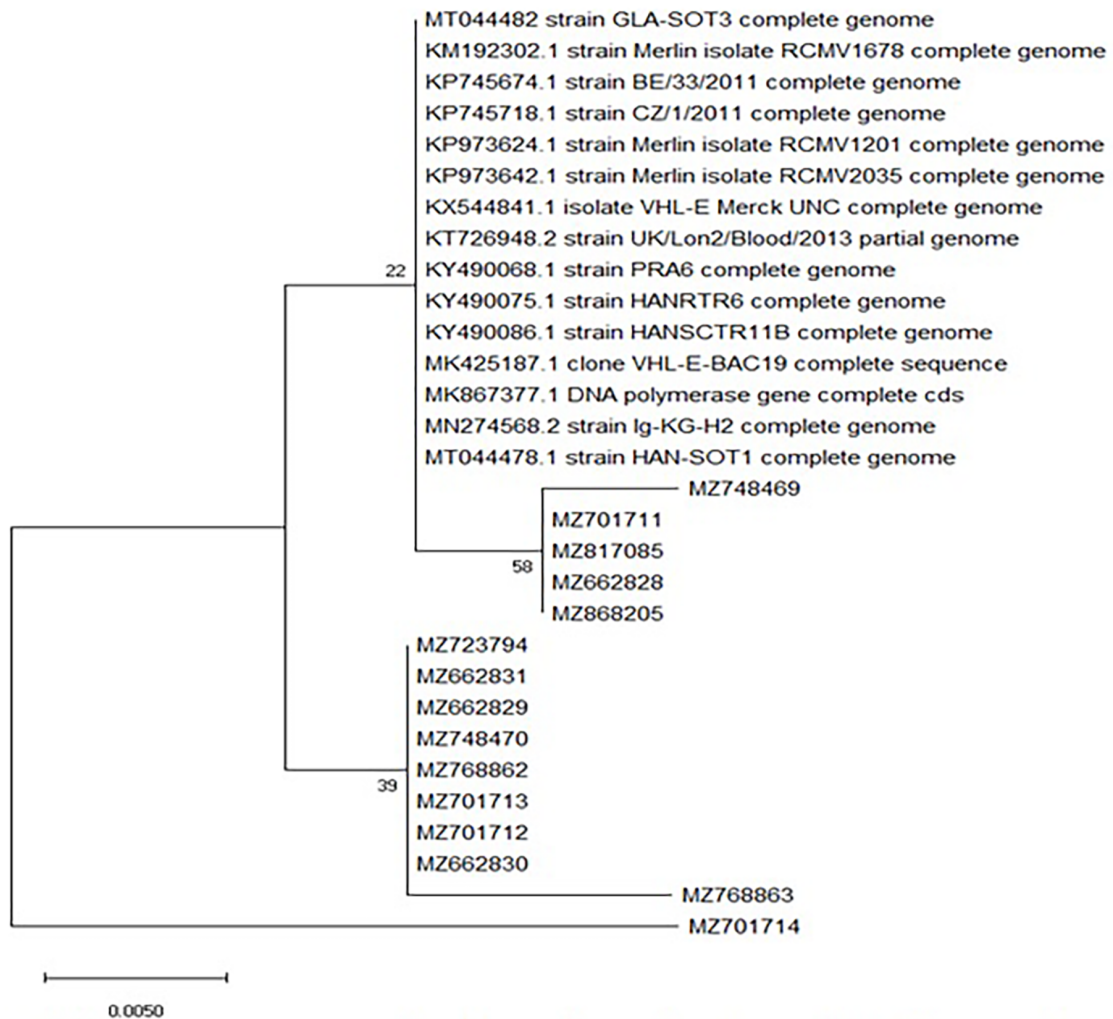 MT044482 strain GLA-SOT3 complete genome
KM192302.1 strain Merlin isolate RCMV1678 complete genome
KP745674.1 strain BE/33/2011 complete genome
KP745718.1 strain CZ/1/2011 complete genome
KP973624.1 strain Merlin isolate RCMV1201 complete genome
KP973642.1 strain Merlin isolate RCMV2035 complete genome
KX544841.1 isolate VHL-E Merck UNC complete genome
KT726948.2 strain UK/Lon2/Blood/2013 partial genome
22
KY490068.1 strain PRA6 complete genome
KY490075.1 strain HANRTR6 complete genome
KY490086.1 strain HANSCTR11B complete genome
MK425187.1 clone VHL-E-BAC19 complete sequence
MK867377.1 DNA polymerase gene complete cds
MN274568.2 strain Ig-KG-H2 complete genome
MT044478.1 strain HAN-SOT1 complete genome
MZ748469
MZ701711
MZ817085
58
MZ662828
MZ868205
MZ723794
MZ662831
MZ662829
MZ748470
MZ768862
39
MZ701713
MZ701712
MZ662830
MZ768863
MZ701714
0.0050